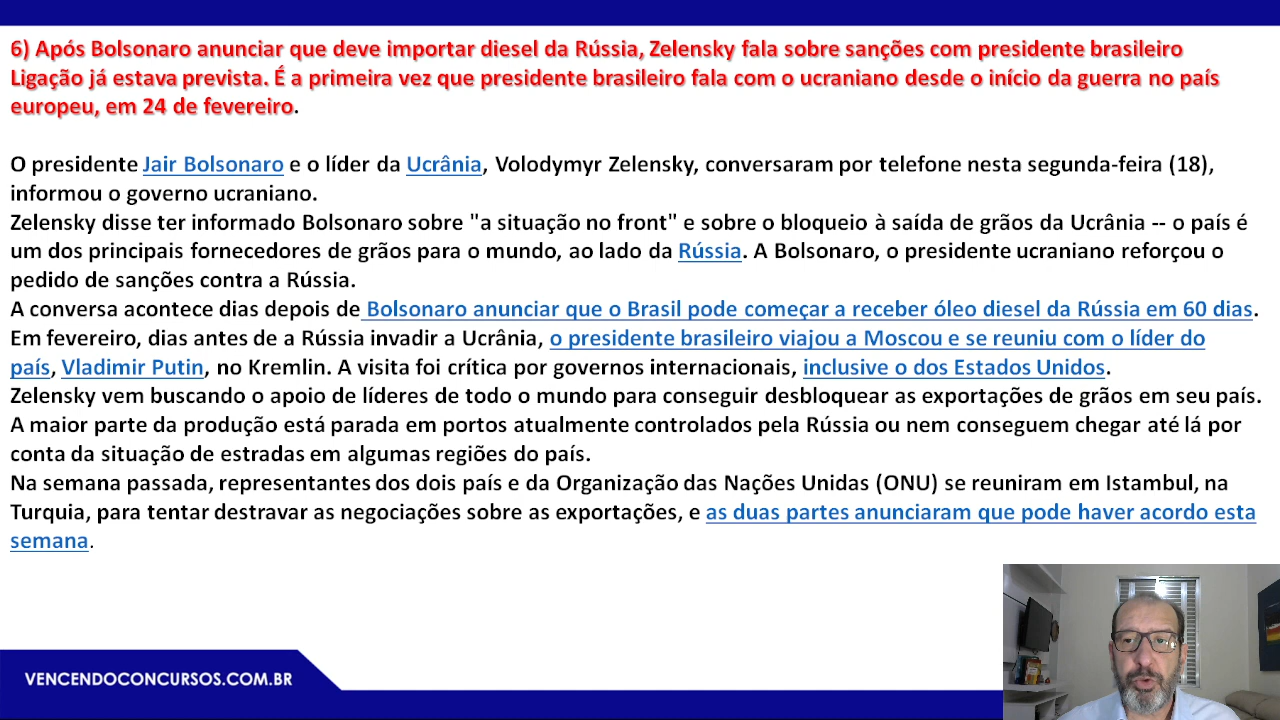 6) Após Bolsonaro anunciar que deve importar diesel da Rússia, Zelensky fala sobre sanções com presidente brasileiro
Ligação já estava prevista. É a primeira vez que presidente brasileiro fala com o ucraniano desde o início da guerra no país
europeu, em 24 de fevereiro.
O presidente Jair Bolsonaro e o líder da Ucrânia, Volodymyr Zelensky, conversaram por telefone nesta segunda-feira (18),
informou o governo ucraniano.
Zelensky disse ter informado Bolsonaro sobre "a situação no front" e sobre o bloqueio à saída de grãos da Ucrânia -- o país é
um dos principais fornecedores de grãos para o mundo, ao lado da Rússia. A Bolsonaro, o presidente ucraniano reforçou o
pedido de sanções contra a Rússia.
A conversa acontece dias depois de Bolsonaro anunciar que o Brasil pode começar a receber óleo diesel da Rússia em 60 dias.
Em fevereiro, dias antes de a Rússia invadir a Ucrânia, o presidente brasileiro viajou a Moscou e se reuniu com o líder do
país, Vladimir Putin, no Kremlin. A visita foi crítica por governos internacionais, inclusive o dos Estados Unidos.
Zelensky vem buscando o apoio de líderes de todo o mundo para conseguir desbloquear as exportações de grãos em seu país.
A maior parte da produção está parada em portos atualmente controlados pela Rússia ou nem conseguem chegar até lá por
conta da situação de estradas em algumas regiões do país.
Na semana passada, representantes dos dois país e da Organização das Nações Unidas (ONU) se reuniram em Istambul, na
Turquia, para tentar destravar as negociações sobre as exportações, e as duas partes anunciaram que pode haver acordo esta
semana.
VENCENDOCONCURSOS.COM.BR